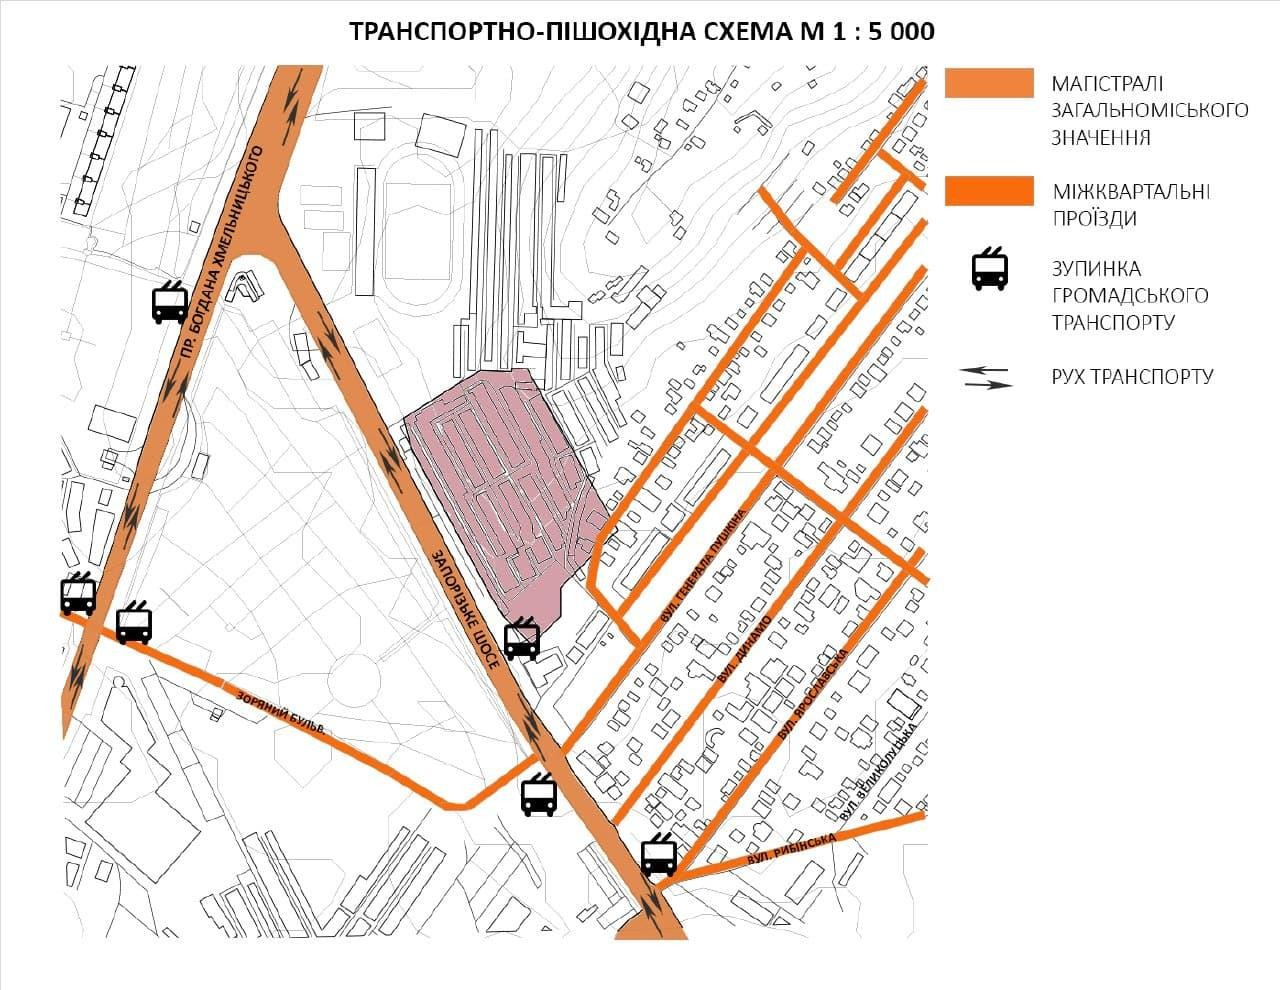 ТРАНСПОРТНО-ПІШОХІДНА СХЕМА М 1 : 5 000
МАГІСТРАЛІ
ЗАГАЛЬНОМІСЬКОГО
ЗНАЧЕННЯ
МІЖКВАРТАЛЬНІ
ПРОЇЗДИ
ЗУПИНКА
ГРОМАДСЬКОГО
ТРАНСПОРТУ
РУХ ТРАНСПОРТУ
ПР. БОГДАНА ХМЕЛЬНИЦЬКОГО
ЗАПОРІЗЬКЕ ШОСЕ
ЗОРЯНИЙ БУЛЬВ.
ВУЛ. ГЕНЕРАЛА ПУШКІНА
ВУЛ. ДИНАМО
ВУЛ. ЯРОСЛАВСЬКА
ВУЛ. ВЕЛИКОЛУЦЬКА
ВУЛ. РИБІНСЬКА